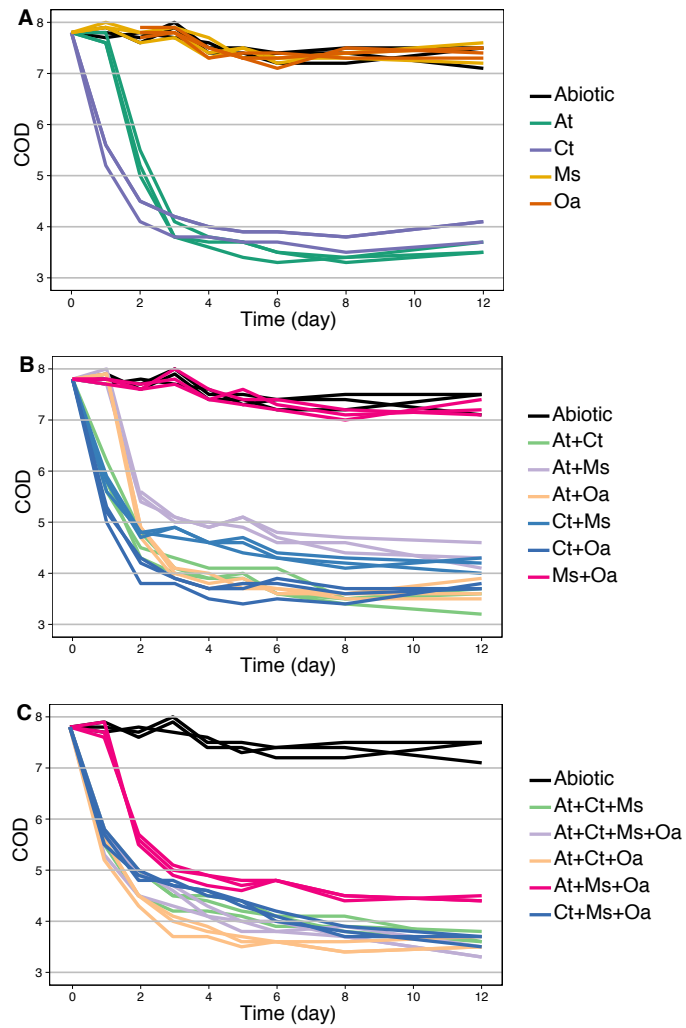 A
8
7
6
5
4
3
COD
0 2 4 6 8 10 12
Time (day)
Abiotic
At
Ct
Ms
Oa
B
8
7
6
5
4
3
COD
0 2 4 6 8 10 12
Time (day)
Abiotic
At+Ct
At+Ms
At+Oa
Ct+Ms
Ct+Oa
Ms+Oa
C
8
7
6
5
4
3
COD
0 2 4 6 8 10 12
Time (day)
Abiotic
At+Ct+Ms
At+Ct+Ms+Oa
At+Ct+Oa
At+Ms+Oa
Ct+Ms+Oa